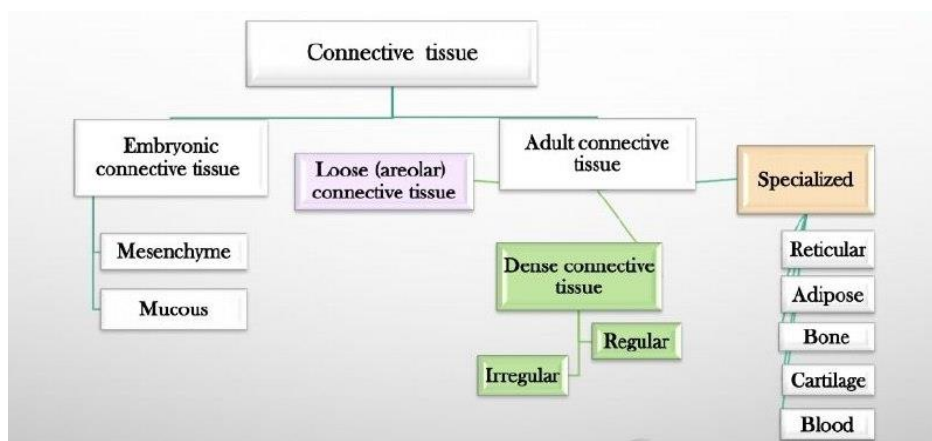 Connective tissue
Embryonic
connective tissue
Mesenchyme
Mucous
Adult connective
tissue
Loose (areolar)
connective tissue
Dense connective
tissue
Regular
Irregular
Specialized
Reticular
Adipose
Bone
Cartilage
Blood